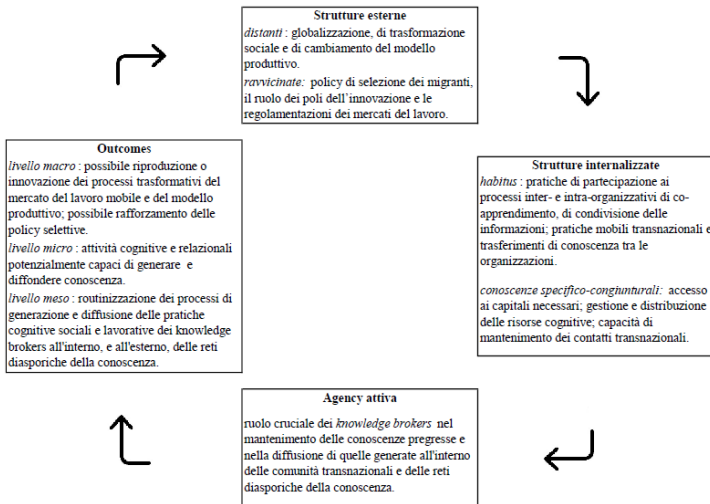 Strutture esterne
distanti : globalizzazione, di trasformazione
sociale e di cambiamento del modello
produttivo.
ravvicinate: policy di selezione dei migranti,
il ruolo dei poli dell'innovazione e le
regolamentazioni dei mercati del lavoro.
Outcomes
livello macro : possibile riproduzione o
innovazione dei processi trasformativi del
mercato del lavoro mobile e del modello
produttivo; possibile rafforzamento delle
policy selettive.
livello micro : attività cognitive e relazionali
potenzialmente capaci di generare e
diffondere conoscenza.
livello meso : routinizzazione dei processi di
generazione e diffusione delle pratiche
cognitive sociali e lavorative dei knowledge
brokers all'interno, e all'esterno, delle reti
diasporiche della conoscenza.
Strutture internalizzate
habitus : pratiche di partecipazione ai
processi inter- e intra-organizzativi di co-
apprendimento, di condivisione delle
informazioni; pratiche mobili transnazionali e
trasferimenti di conoscenza tra le
organizzazioni.
conoscenze specifico-congiunturali: accesso
ai capitali necessari; gestione e distribuzione
delle risorse cognitive; capacità di
mantenimento dei contatti transnazionali.
Agency attiva
ruolo cruciale dei knowledge brokers nel
mantenimento delle conoscenze pregresse e
nella diffusione di quelle generate all'interno
delle comunità transnazionali e delle reti
diasporiche della conoscenza.